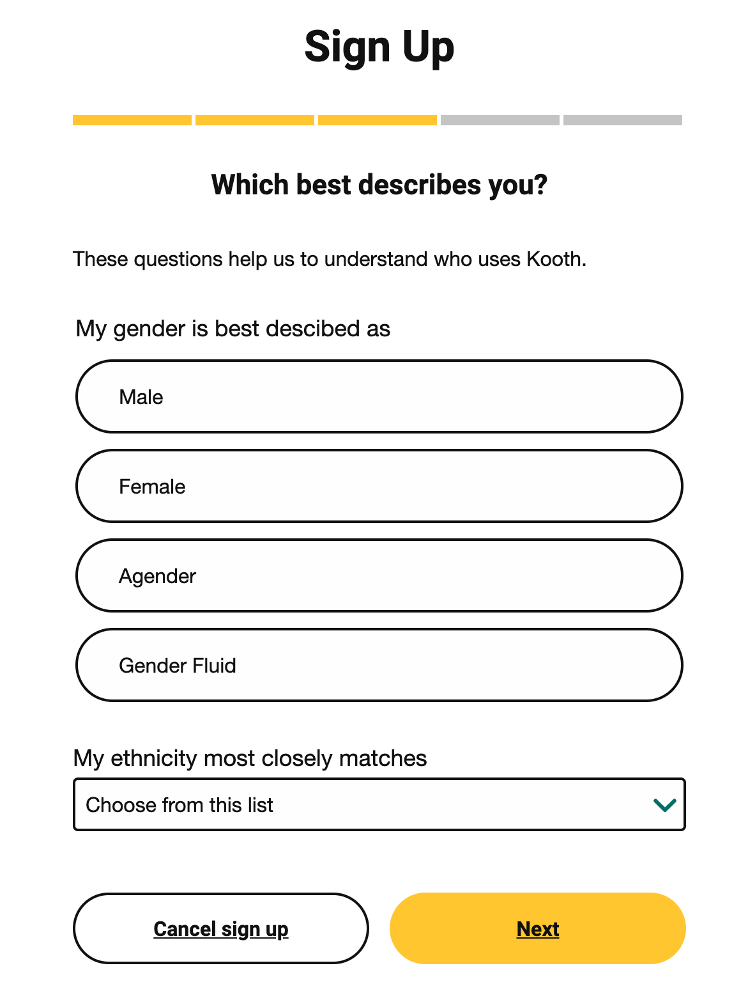 Sign Up
Which best describes you?
These questions help us to understand who uses Kooth.
My gender is best descibed as
Male
Female
Agender
Gender Fluid
My ethnicity most closely matches
Choose from this list
Cancel sign up
Next